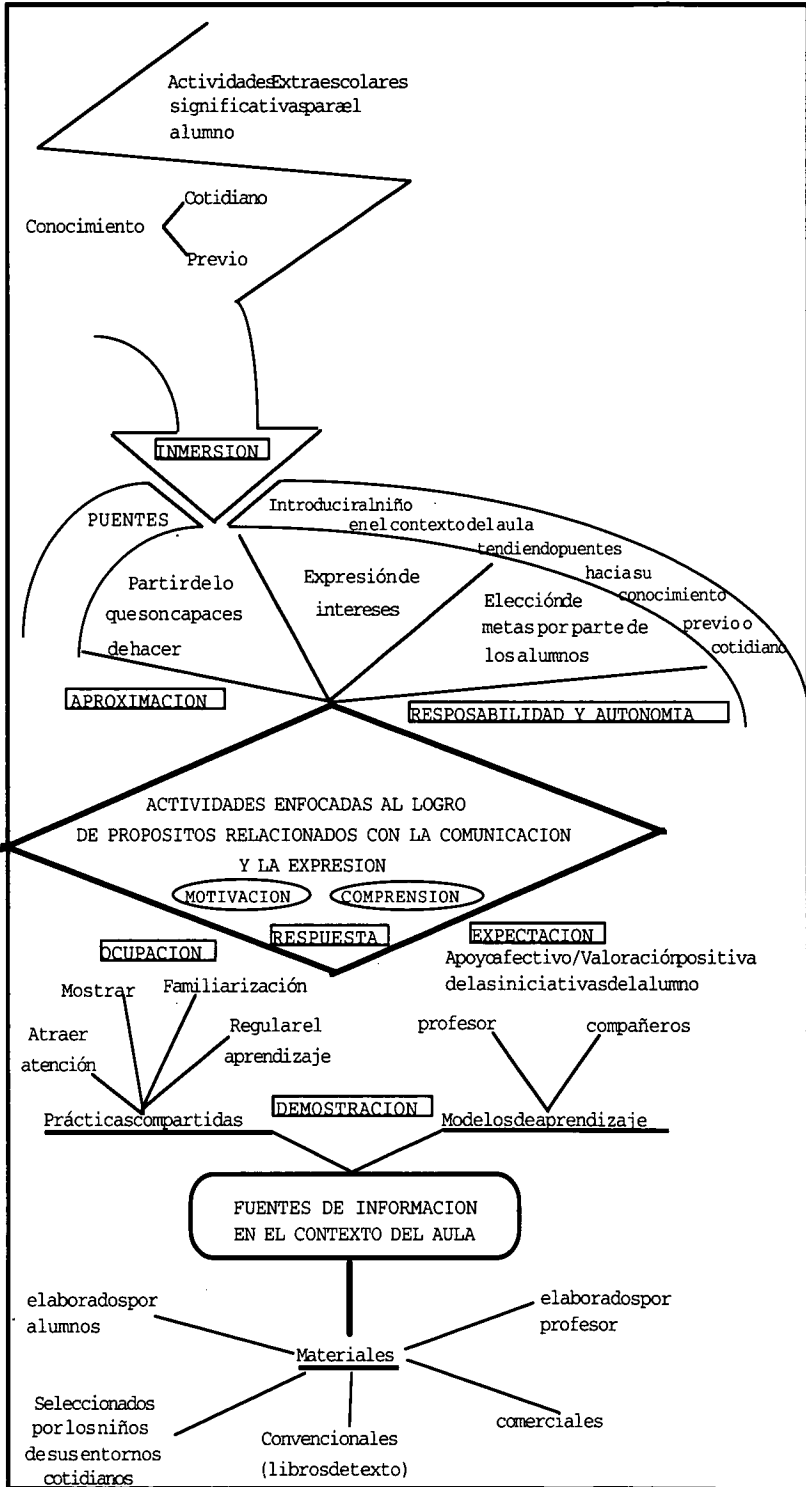 Actividades Extraescolares
significativas para el
alumno
Cotidiano
Conocimiento
Previo
INMERSION
PUENTES
Introducir al niño
en el contexto del aula
tendiendo puentes
hacia su
conocimiento
previo o
cotidiano
Partir de lo
que son capaces
de hacer
Expresión de
intereses
Elección de
metas por parte de
los alumnos
APROXIMACION
RESPOSABILIDAD Y AUTONOMIA
ACTIVIDADES ENFOCADAS AL LOGRO
DE PROPOSITOS RELACIONADOS CON LA COMUNICACION
Y LA EXPRESION
MOTIVACION
COMPRENSION
OCUPACION
RESPUESTA
EXPECTACION
Apoyo afectivo/Valoración positiva
de las iniciativas del alumno
Mostrar
Familiarización
Atraer
atención
Regular el
aprendizaje
profesor
compañeros
Prácticas compartidas
DEMOSTRACION
Modelos de aprendizaje
FUENTES DE INFORMACION
EN EL CONTEXTO DEL AULA
elaborados por
alumnos
elaborados por
profesor
Materiales
Seleccionados
por los niños
de sus entornos
cotidianos
Convencionales
(libros de texto)
comerciales